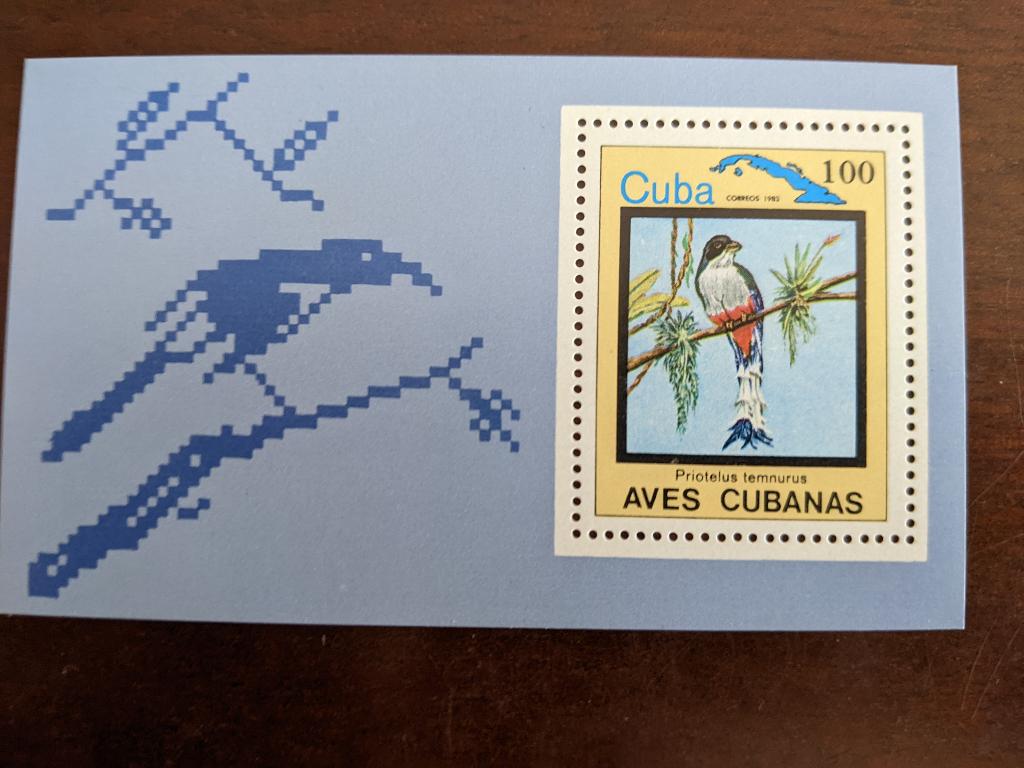 Cuba
CORREOS 1983
100
Priotelus temnurus
AVES CUBANAS